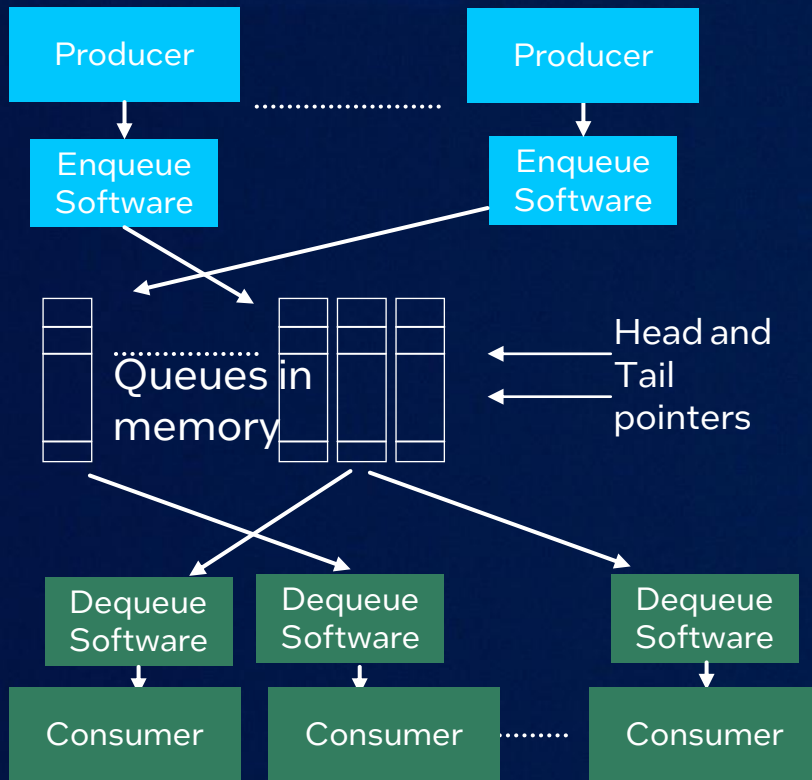 Producer
Producer
Enqueue
Software
Enqueue
Software
Queues in
memory
Head and
Tail
pointers
Dequeue
Software
Dequeue
Software
Dequeue
Software
Consumer
Consumer
Consumer